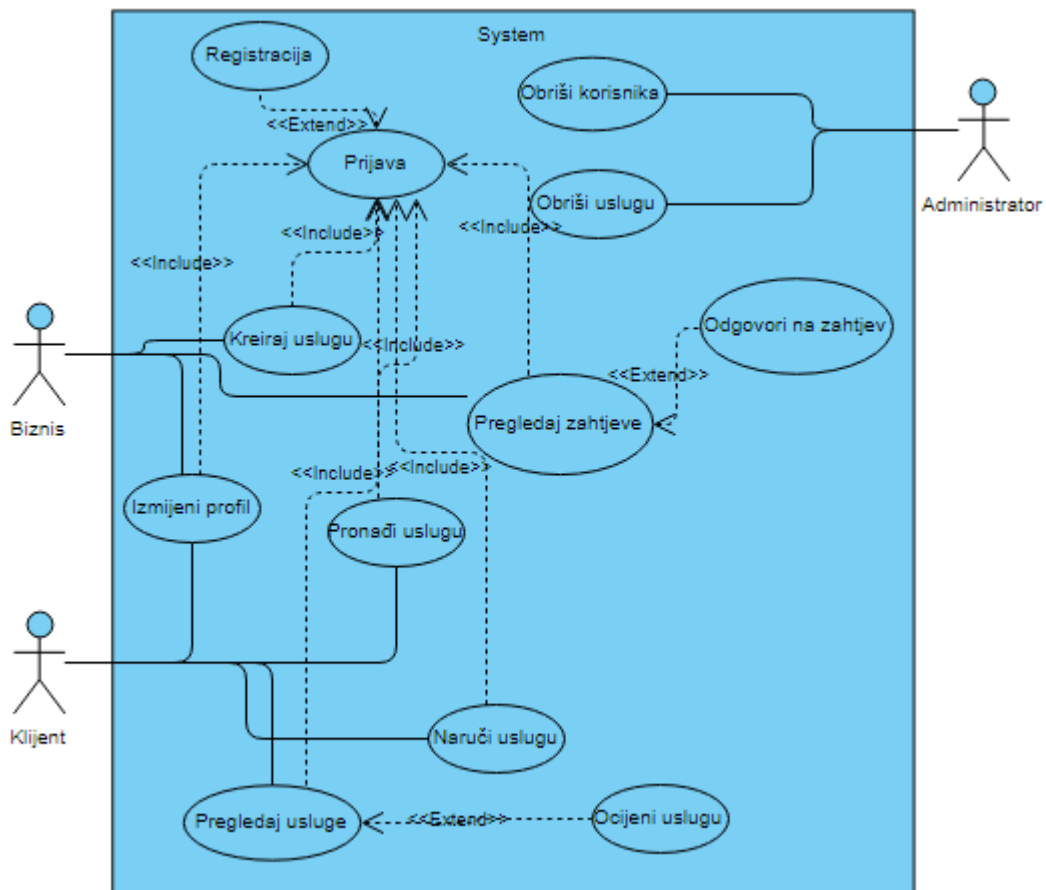 System
Registracija
Obriši korisnika
<<Extend>>
Prijava
Obriši uslugu
Administrator
<<Include>>
<<Include>>
<<Include>>
Kreiraj uslugu
<<Include>>
Odgovori na zahtjev
<<Extend>>
Biznis
Pregledaj zahtjeve
<<Include>>
<<Include>>
Izmijeni profil
Pronađi uslugu
Klijent
Naruči uslugu
Pregledaj usluge
<<Extend>>
Ocijeni uslugu